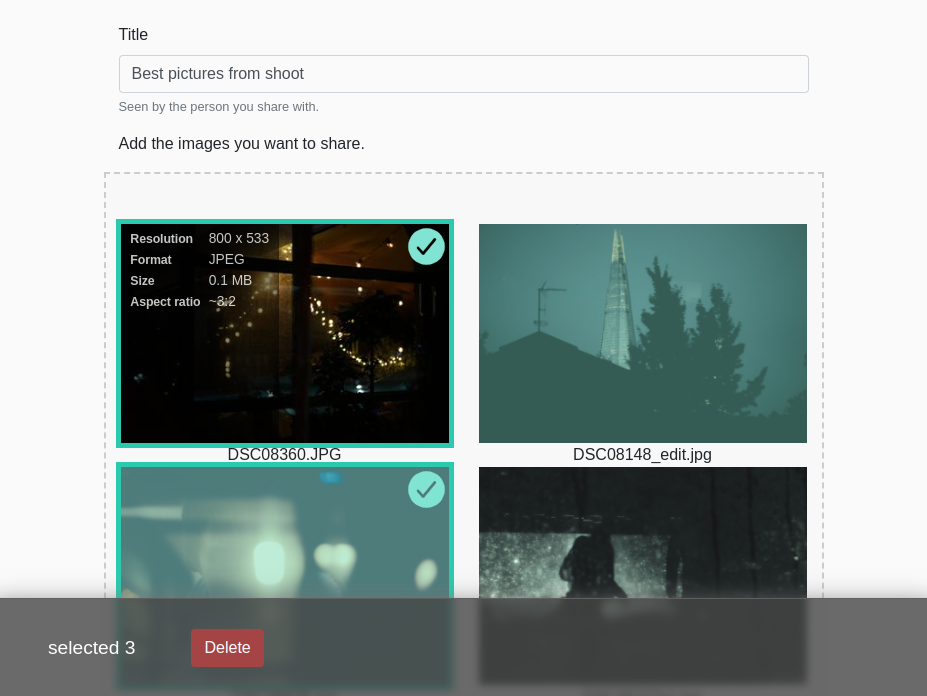 Title
Best pictures from shoot
Seen by the person you share with.
Add the images you want to share.
Resolution 800 x 533
Format JPEG
Size 0.1 MB
Aspect ratio ~3:2
DSC08360.JPG
DSC08148_edit.jpg
selected 3
Delete